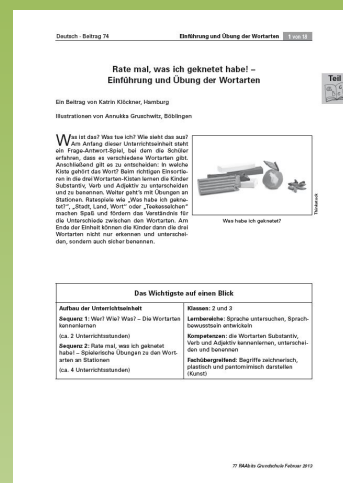 Deutsch · Beitrag 74
Einführung und Übung der Wortarten
1 von 18
Teil
Rate mal, was ich geknetet habe! –
Einführung und Übung der Wortarten
Ein Beitrag von Katrin Klöckner, Hamburg
Illustrationen von Annukka Gruschwitz, Böblingen
Was ist das? Was tue ich? Wie sieht das aus?
Am Anfang dieser Unterrichtseinheit steht
ein Frage-Antwort-Spiel, bei dem die Schüler
erfahren, dass es verschiedene Wortarten gibt.
Anschließend gilt es zu entscheiden: In welche
Kiste gehört das Wort? Beim richtigen Einsortie-
ren in die drei Wortarten-Kisten lernen die Kinder
Substantiv, Verb und Adjektiv zu unterscheiden
und zu benennen. Weiter geht's mit Übungen an
Stationen. Ratespiele wie „Was habe ich gekne-
tet?“, „Stadt, Land, Wort“ oder „Teekesselchen“
machen Spaß und fördern das Verständnis für
die Unterschiede zwischen den Wortarten. Am
Ende der Einheit können die Kinder dann die drei
Wortarten nicht nur erkennen und unterschei-
den, sondern auch sicher benennen.
Thinkstock
Was habe ich geknetet?
Das Wichtigste auf einen Blick
Aufbau der Unterrichtseinheit
Sequenz 1: Wer? Wie? Was? – Die Wortarten
kennenlernen
(ca. 2 Unterrichtsstunden)
Sequenz 2: Rate mal, was ich geknetet
habe! – Spielerische Übungen zu den Wort-
arten an Stationen
(ca. 4 Unterrichtsstunden)
Klassen: 2 und 3
Lernbereiche: Sprache untersuchen, Sprach-
bewusstsein entwickeln
Kompetenzen: die Wortarten Substantiv,
Verb und Adjektiv kennenlernen, unterschei-
den und benennen
Fachübergreifend: Begriffe zeichnerisch,
plastisch und pantomimisch darstellen
(Kunst)
77 RAAbits Grundschule Februar 2013